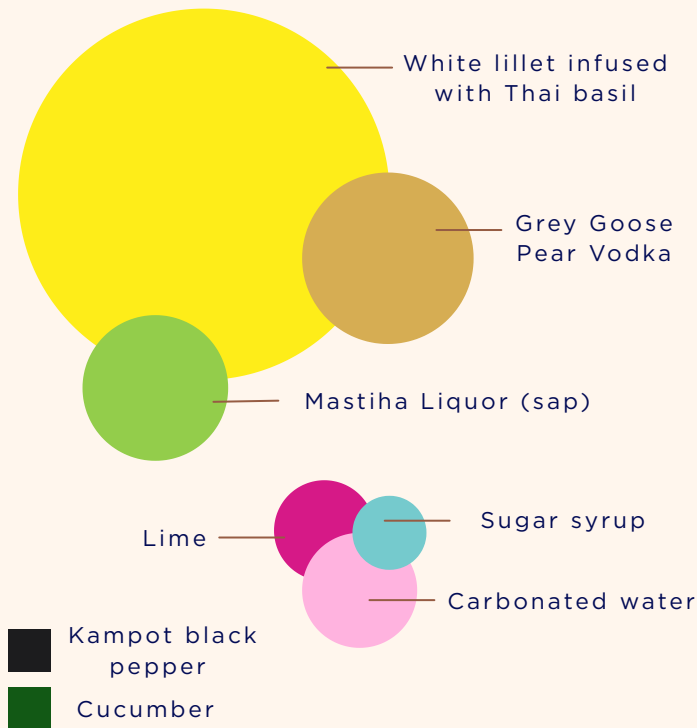 White lillet infused
with Thai basil
Grey Goose
Pear Vodka
Mastiha Liquor (sap)
Sugar syrup
Lime
Carbonated water
Kampot black
pepper
Cucumber